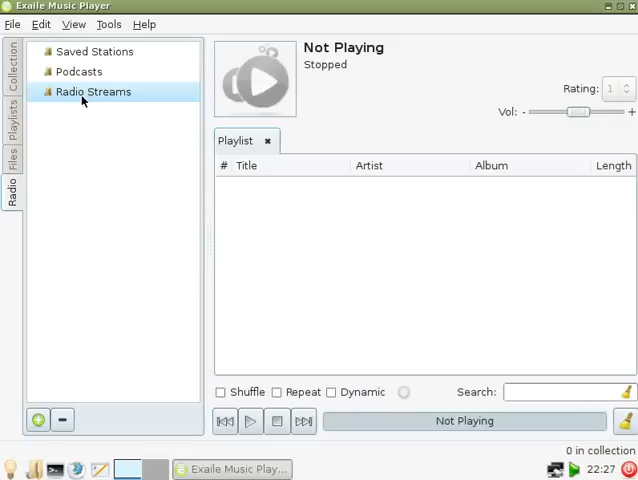 Exaile Music Player
File Edit View Tools Help
Collection
Playlists
Files
Radio
Saved Stations
Podcasts
Radio Streams
Not Playing
Stopped
Rating: 1
Vol: - +
Playlist
# Title Artist Album Length
Shuffle Repeat Dynamic Search:
Not Playing
0 in collection
Exaile Music Play... 22:27